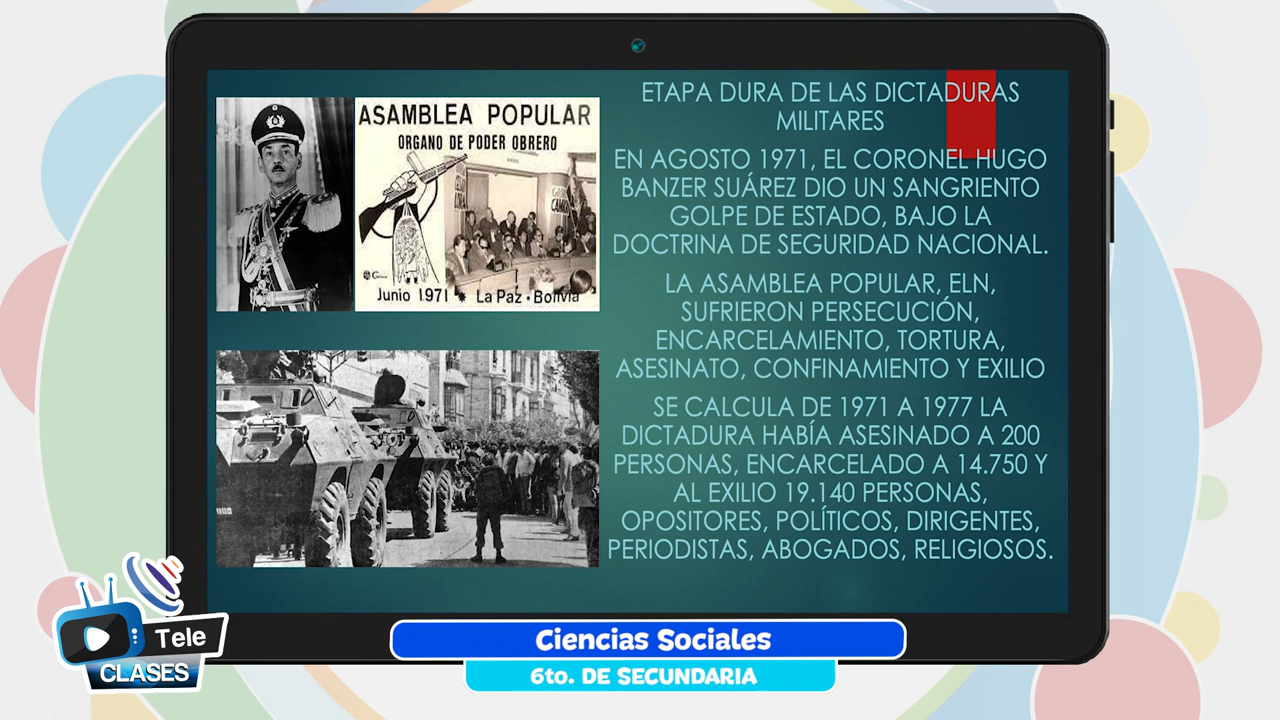 ASAMBLEA POPULAR
ORGANO DE PODER OBRERO
Junio 1971 * La Paz • Bolivia
ETAPA DURA DE LAS DICTADURAS
MILITARES
EN AGOSTO 1971, EL CORONEL HUGO
BANZER SUÁREZ DIO UN SANGRIENTO
GOLPE DE ESTADO, BAJO LA
DOCTRINA DE SEGURIDAD NACIONAL.
LA ASAMBLEA POPULAR, ELN,
SUFRIERON PERSECUCIÓN,
ENCARCELAMIENTO, TORTURA,
ASESINATO, CONFINAMIENTO Y EXILIO
SE CALCULA DE 1971 A 1977 LA
DICTADURA HABÍA ASESINADO A 200
PERSONAS, ENCARCELADO A 14.750 Y
AL EXILIO 19.140 PERSONAS,
OPOSITORES, POLÍTICOS, DIRIGENTES,
PERIODISTAS, ABOGADOS, RELIGIOSOS.
Tele
CLASES
Ciencias Sociales
6to. DE SECUNDARIA